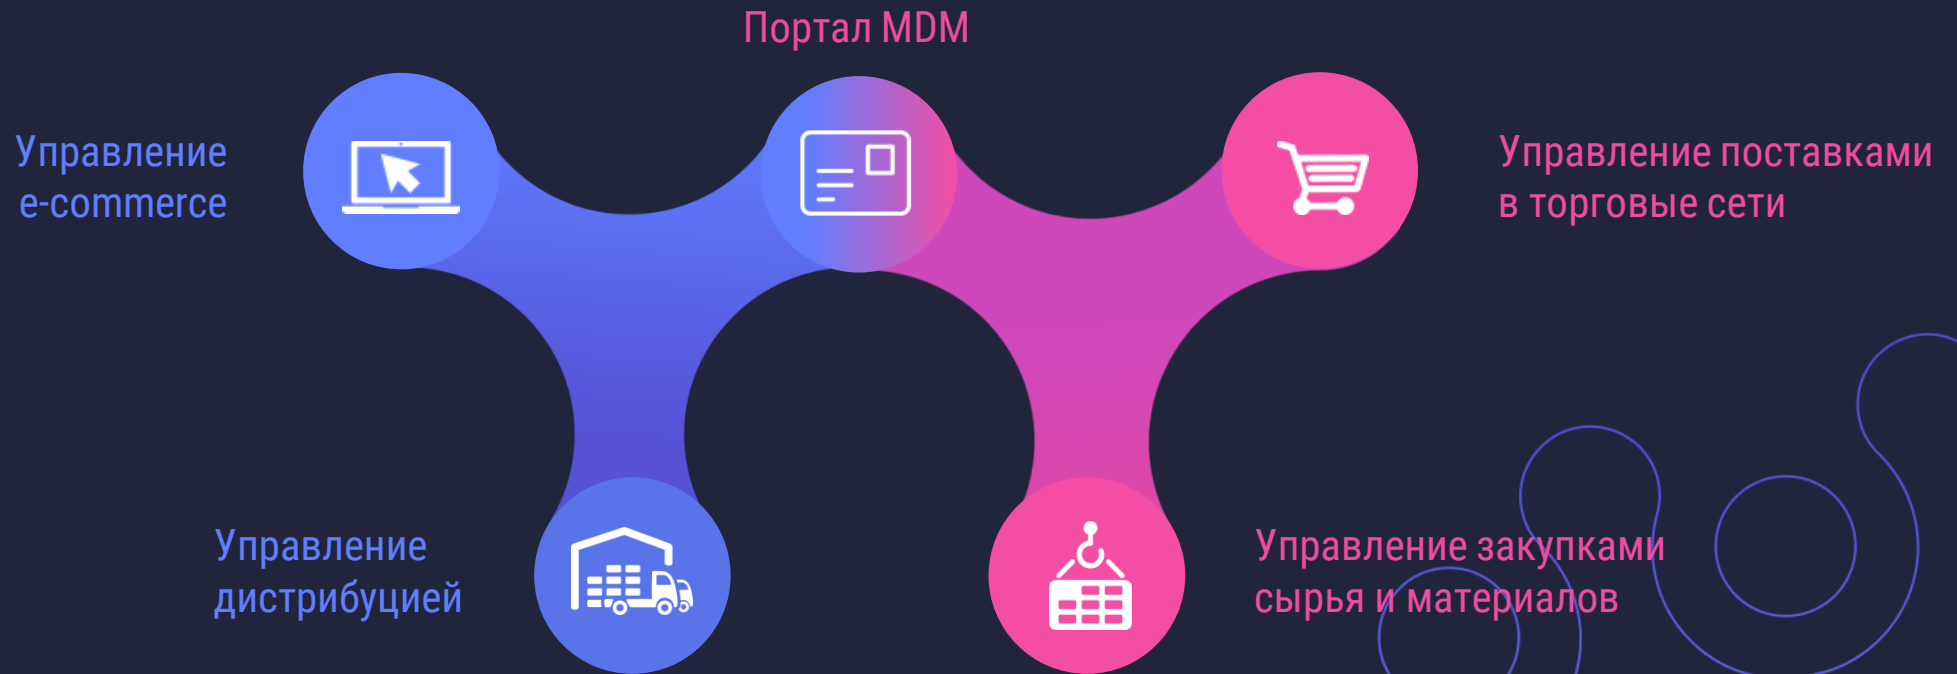 Портал MDM
Управление
e-commerce
Управление поставками
в торговые сети
Управление
дистрибуцией
Управление закупками
сырья и материалов